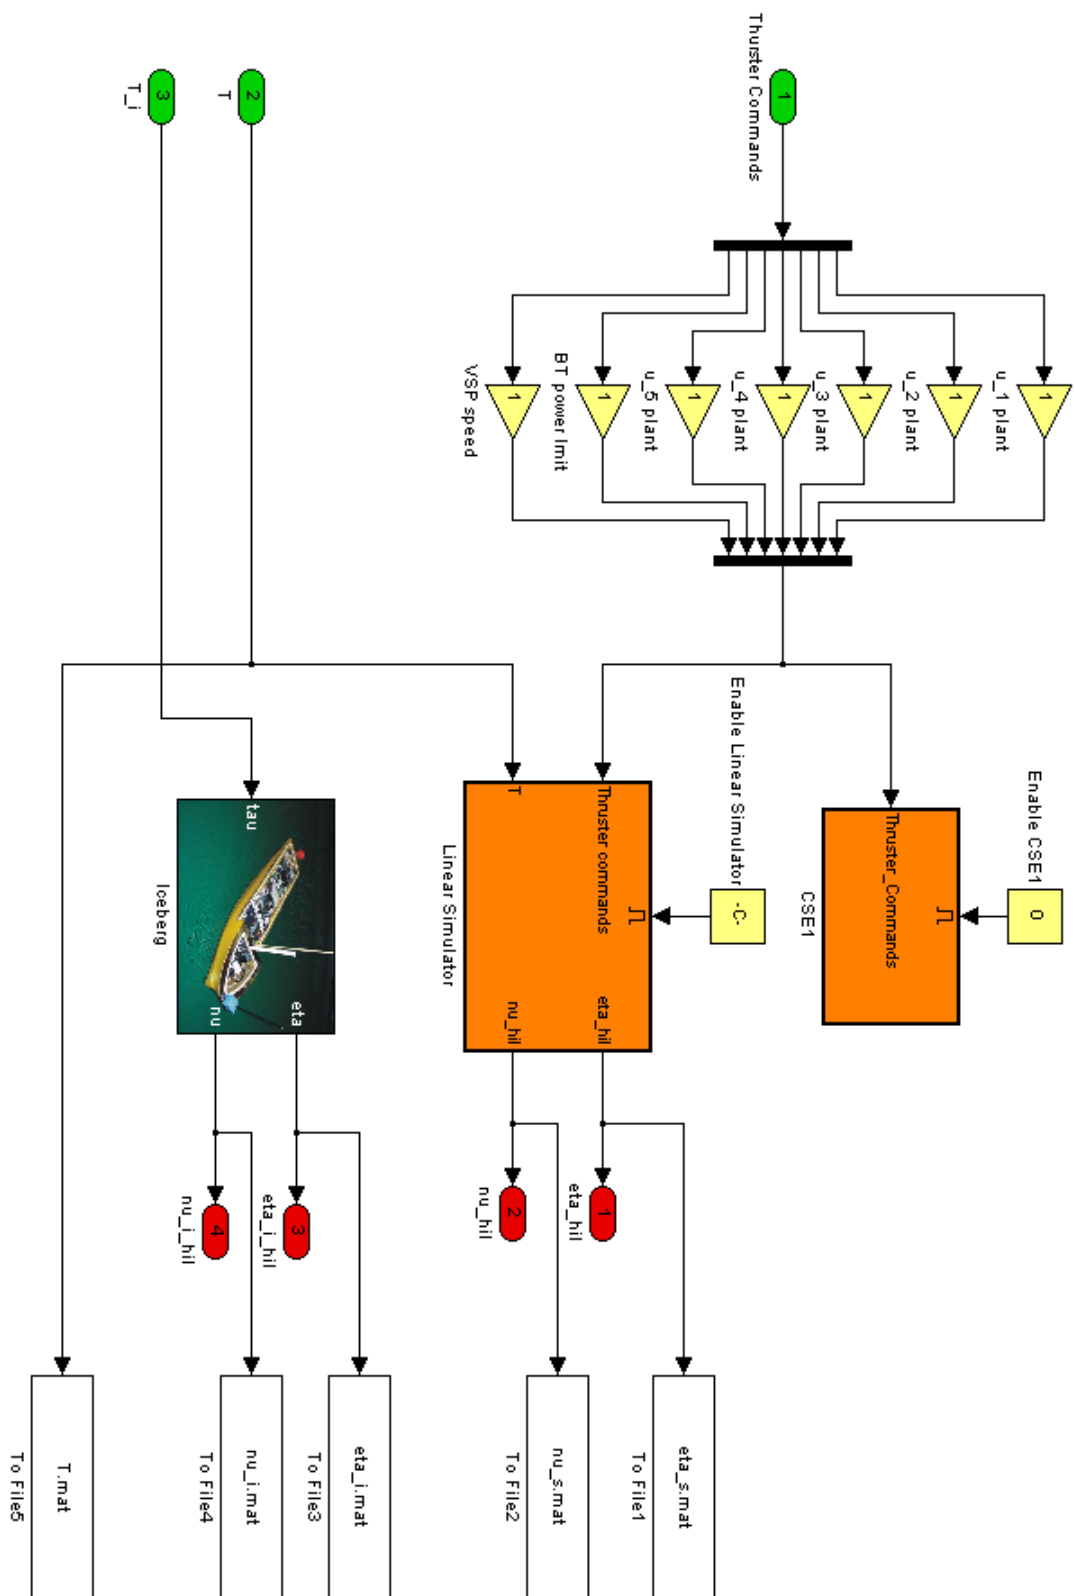 Enable CSE1
0
u_1 plant
1
u_2 plant
1
Thruster_Commands
CSE1
1
Thurster Commands
u_3 plant
1
u_4 plant
1
u_5 plant
1
BT power lmit
1
VSP speed
1
Enable Linear Simulator
-C-
Thruster commands
T
eta_hil
nu_hil
Linear Simulator
1
eta_hil
2
nu_hil
eta_s.mat
To File1
nu_s.mat
To File2
2
T
3
T_i
tau
eta
nu
Iceberg
3
eta_i_hil
4
nu_i_hil
eta_i.mat
To File3
nu_i.mat
To File4
T.mat
To File5